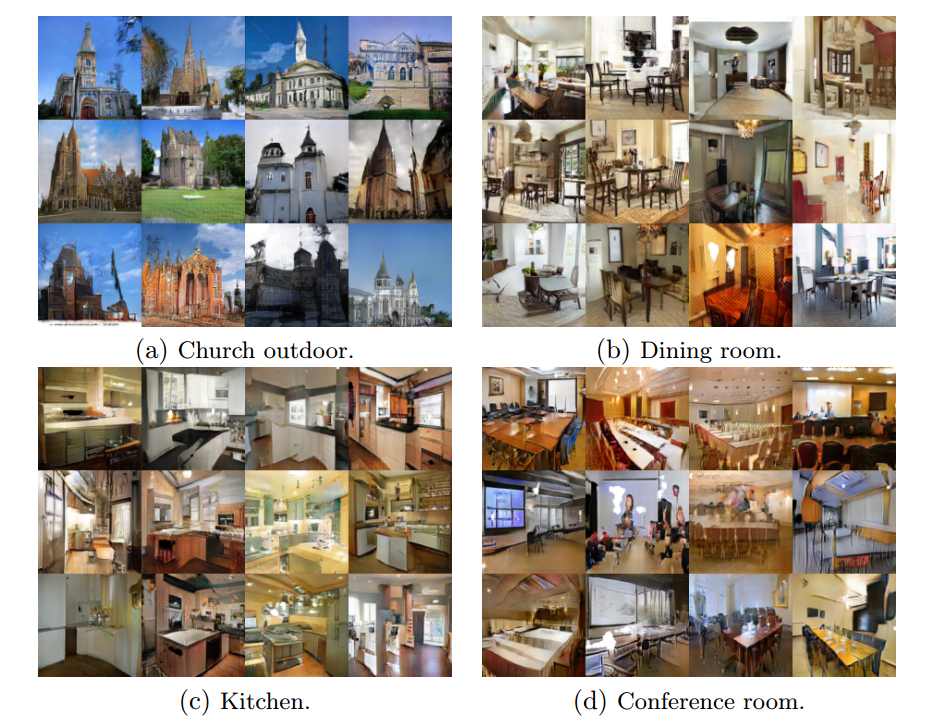 (a) Church outdoor.
(b) Dining room.
(c) Kitchen.
(d) Conference room.